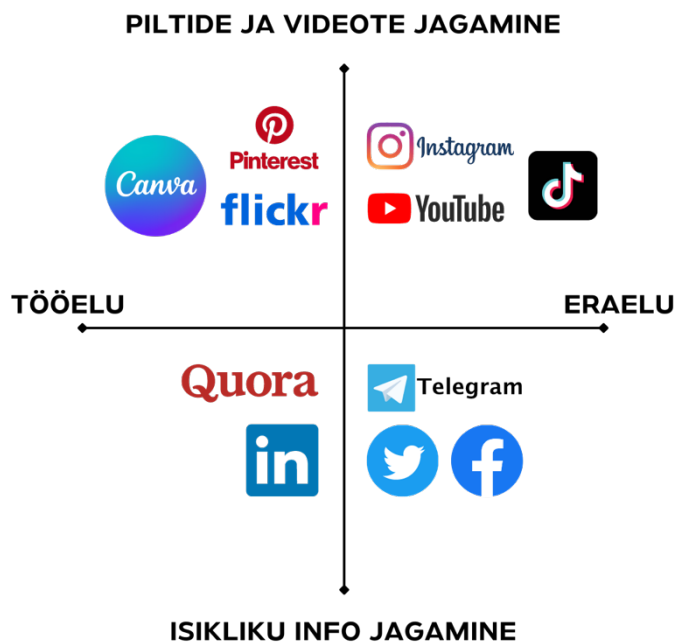 PILTIDE JA VIDEOTE JAGAMINE
Pinterest
Instagram
Canva
flickr
YouTube
TÖÖELU
ERAELU
Quora
Telegram
in
ISIKLIKU INFO JAGAMINE